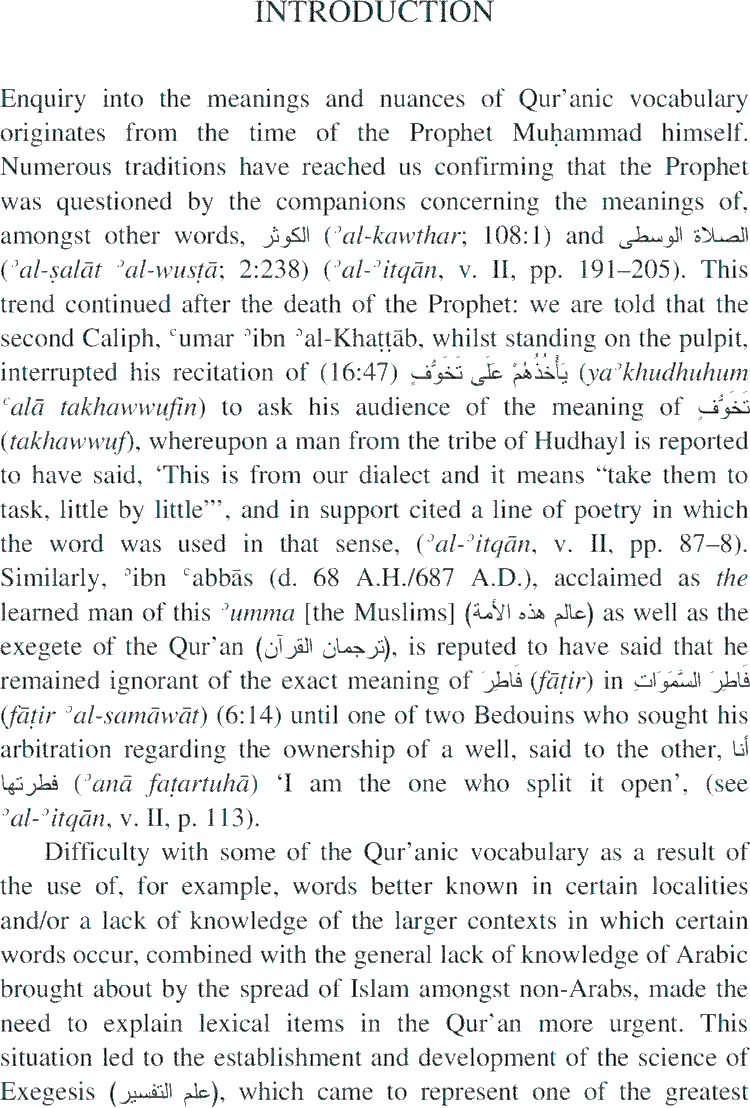 INTRODUCTION
Enquiry into the meanings and nuances of Qur’anic vocabulary
originates from the time of the Prophet Muḥammad himself.
Numerous traditions have reached us confirming that the Prophet
was questioned by the companions concerning the meanings of,
amongst other words, الكوثر (ʾal-kawthar; 108:1) and الصلاة الوسطى
(ʾal-ṣalāt ʾal-wusṭā; 2:238) (ʾal-ʾitqān, v. II, pp. 191–205). This
trend continued after the death of the Prophet: we are told that the
second Caliph, ʿumar ʾibn ʾal-Khaṭṭāb, whilst standing on the pulpit,
interrupted his recitation of (16:47) يَأْخُذُهُمْ عَلَى تَخَوُّفٍ (yaʾkhudhuhum
ʿalā takhawwufin) to ask his audience of the meaning of تَخَوُّفٍ
(takhawwuf), whereupon a man from the tribe of Hudhayl is reported
to have said, ‘This is from our dialect and it means “take them to
task, little by little”’, and in support cited a line of poetry in which
the word was used in that sense, (ʾal-ʾitqān, v. II, pp. 87–8).
Similarly, ʾibn ʿabbās (d. 68 A.H./687 A.D.), acclaimed as the
learned man of this ʾumma [the Muslims] (عالم هذه الأمة) as well as the
exegete of the Qur’an (ترجمان القرآن), is reputed to have said that he
remained ignorant of the exact meaning of فَاطِرَ (fāṭir) in فَاطِرَ السَّمَوَاتِ
(fāṭir ʾal-samāwāt) (6:14) until one of two Bedouins who sought his
arbitration regarding the ownership of a well, said to the other, أنا
فطرتها (ʾanā faṭartuhā) ‘I am the one who split it open’, (see
ʾal-ʾitqān, v. II, p. 113).
Difficulty with some of the Qur’anic vocabulary as a result of
the use of, for example, words better known in certain localities
and/or a lack of knowledge of the larger contexts in which certain
words occur, combined with the general lack of knowledge of Arabic
brought about by the spread of Islam amongst non-Arabs, made the
need to explain lexical items in the Qur’an more urgent. This
situation led to the establishment and development of the science of
Exegesis (علم التفسير), which came to represent one of the greatest